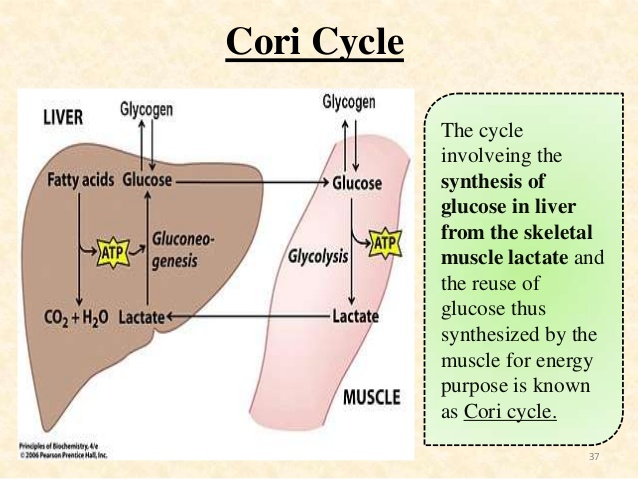 Cori Cycle
LIVER
Glycogen
Glycogen
Fatty acids Glucose
Glucose
ATP
Gluconeo-
genesis
Glycolysis
ATP
CO2 + H2O Lactate
Lactate
MUSCLE
Principles of Biochemistry, 4/e
© 2006 Pearson Prentice Hall, Inc.
The cycle
involveing the
synthesis of
glucose in liver
from the skeletal
muscle lactate and
the reuse of
glucose thus
synthesized by the
muscle for energy
purpose is known
as Cori cycle.
37